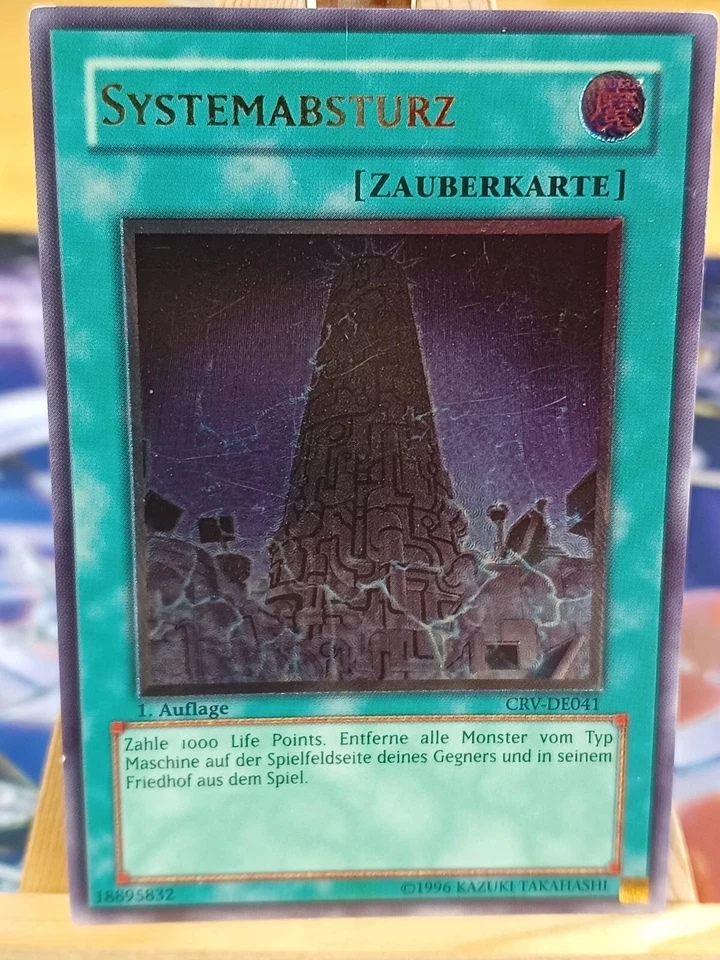 Systemabsturz
魔
[Zauberkarte]
1. Auflage
CRV-DE041
Zahle 1000 Life Points. Entferne alle Monster vom Typ
Maschine auf der Spielfeldseite deines Gegners und in seinem
Friedhof aus dem Spiel.
18895832
©1996 KAZUKI TAKAHASHI